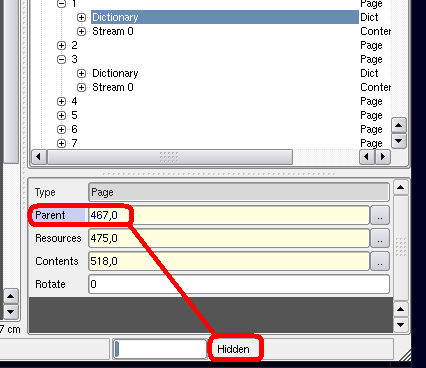 1 Page
Dictionary Dict
Stream 0 Conter
2 Page
3 Page
Dictionary Dict
Stream 0 Conter
4 Page
5 Page
6 Page
7 Page
Type Page
Parent 467,0 ..
Resources 475,0 ..
Contents 518,0 ..
Rotate 0
7 cm
Hidden